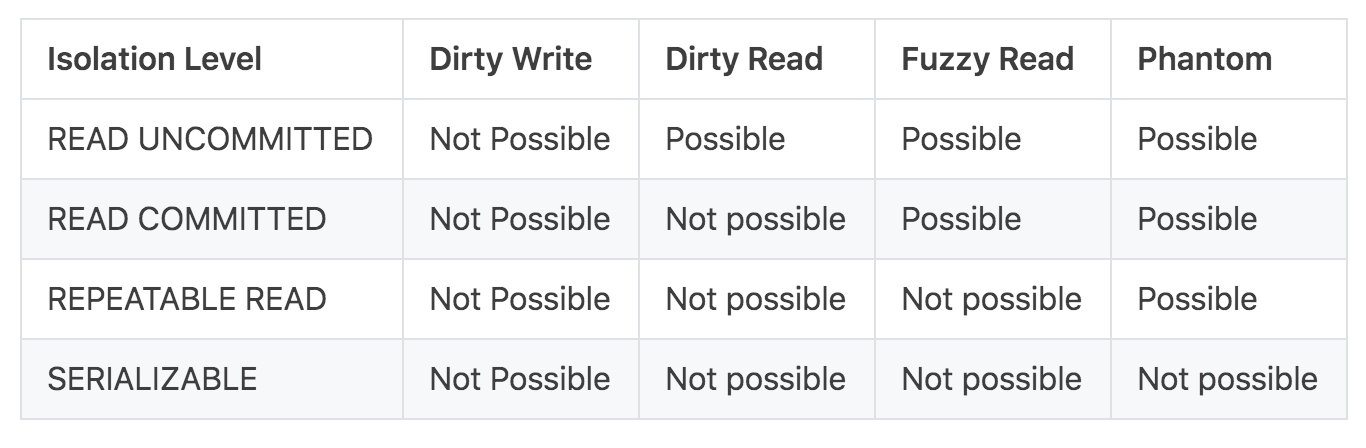 Isolation Level Dirty Write Dirty Read Fuzzy Read Phantom
READ UNCOMMITTED Not Possible Possible Possible Possible
READ COMMITTED Not Possible Not possible Possible Possible
REPEATABLE READ Not Possible Not possible Not possible Possible
SERIALIZABLE Not Possible Not possible Not possible Not possible